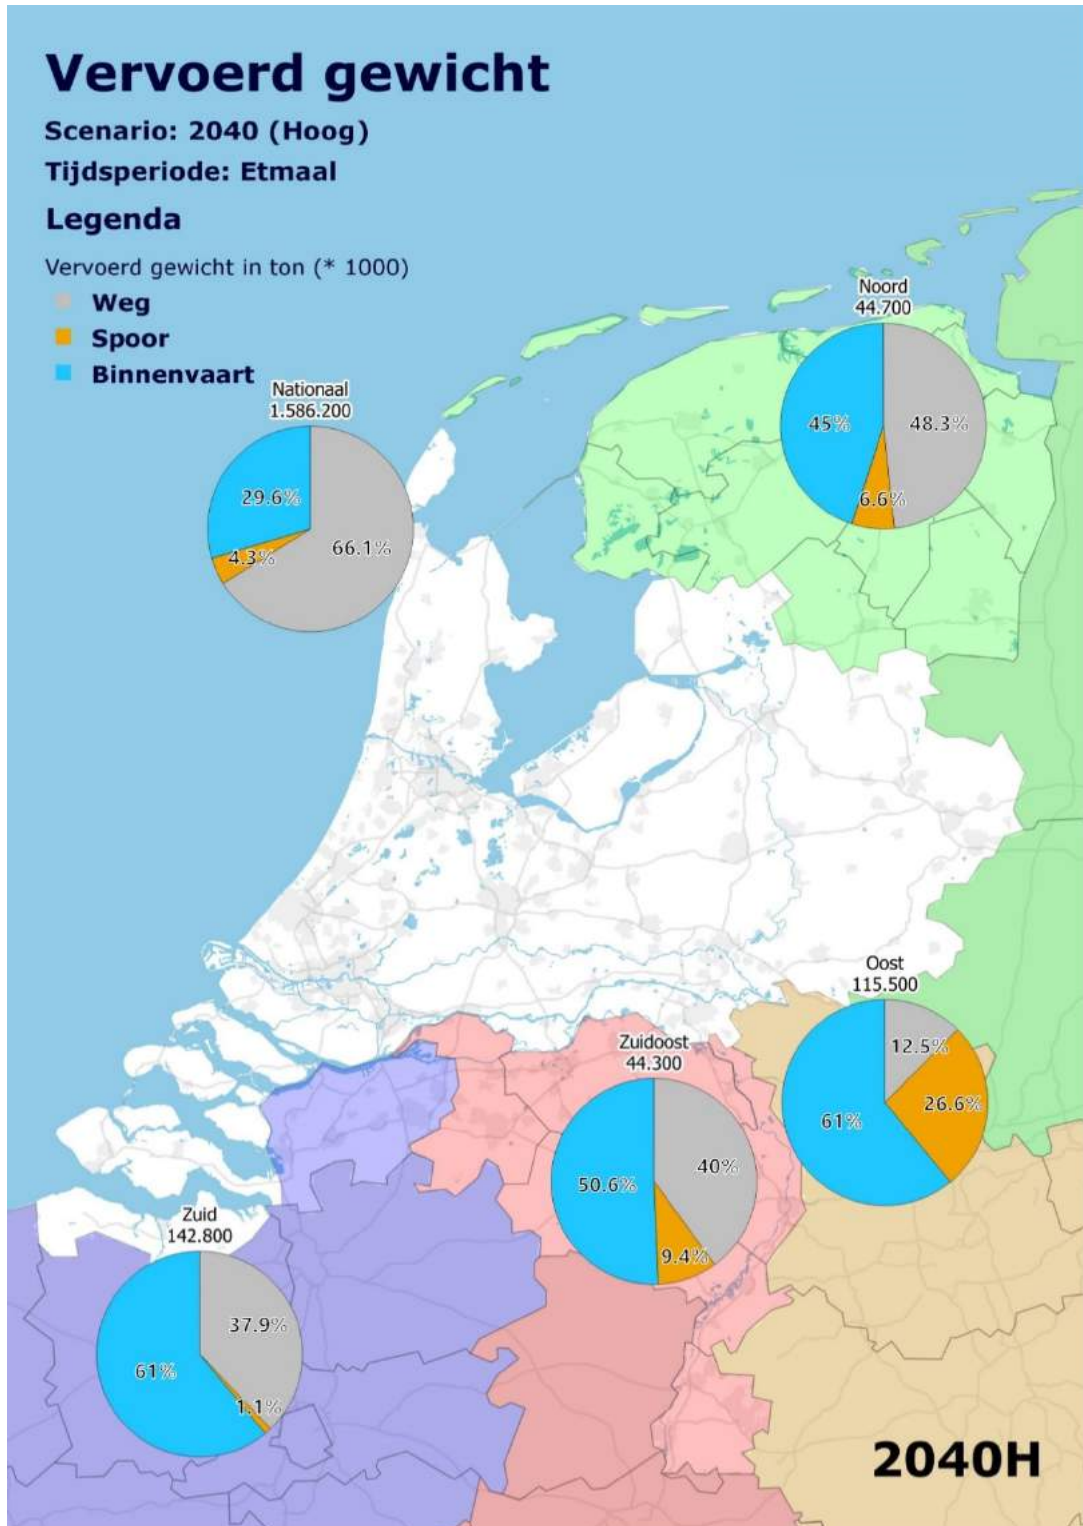 Vervoerd gewicht
Scenario: 2040 (Hoog)
Tijdsperiode: Etmaal
Legenda
Vervoerd gewicht in ton (* 1000)
Weg
Spoor
Binnenvaart
Nationaal
1.586.200
29.6%
4.3%
66.1%
Noord
44.700
45%
48.3%
6.6%
Oost
115.500
12.5%
26.6%
61%
Zuidoost
44.300
40%
50.6%
9.4%
Zuid
142.800
37.9%
61%
1.1%
2040H